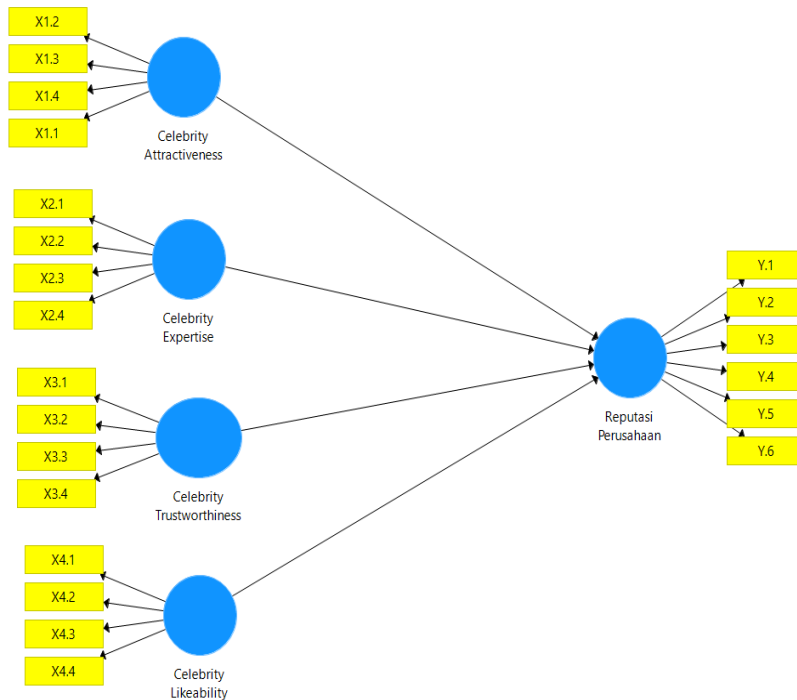 X1.2
X1.3
X1.4
X1.1
Celebrity
Attractiveness
X2.1
X2.2
X2.3
X2.4
Celebrity
Expertise
X3.1
X3.2
X3.3
X3.4
Celebrity
Trustworthiness
X4.1
X4.2
X4.3
X4.4
Celebrity
Likeability
Reputasi
Perusahaan
Y.1
Y.2
Y.3
Y.4
Y.5
Y.6